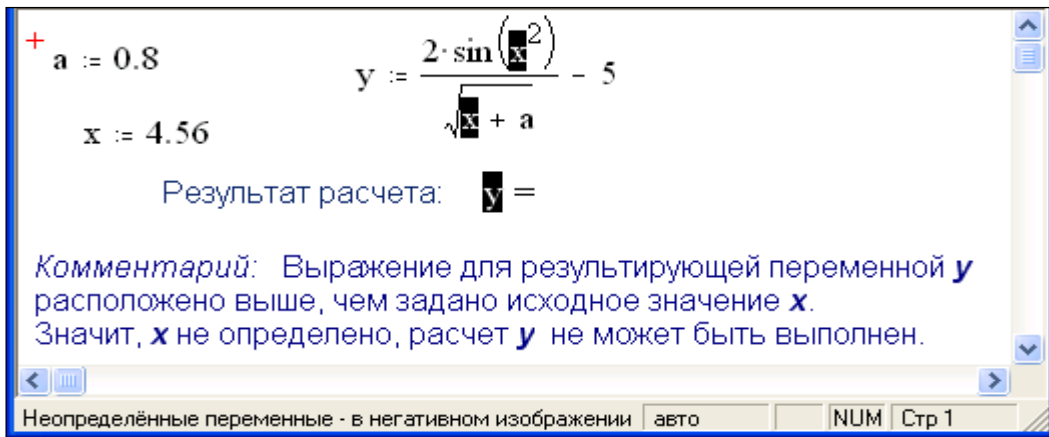 a := 0.8
y := (2·sin(x²))/√(x + a) - 5
x := 4.56
Результат расчета: y =
Комментарий: Выражение для результирующей переменной y
расположено выше, чем задано исходное значение x.
Значит, x не определено, расчет y не может быть выполнен.
Неопределённые переменные - в негативном изображении авто NUM Стр 1